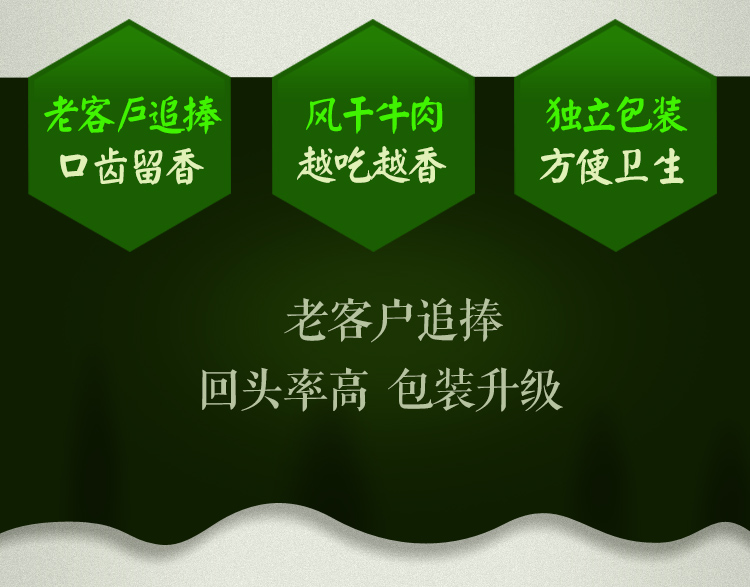 老客户追捧
口齿留香
风干牛肉
越吃越香
独立包装
方便卫生
老客户追捧
回头率高 包装升级